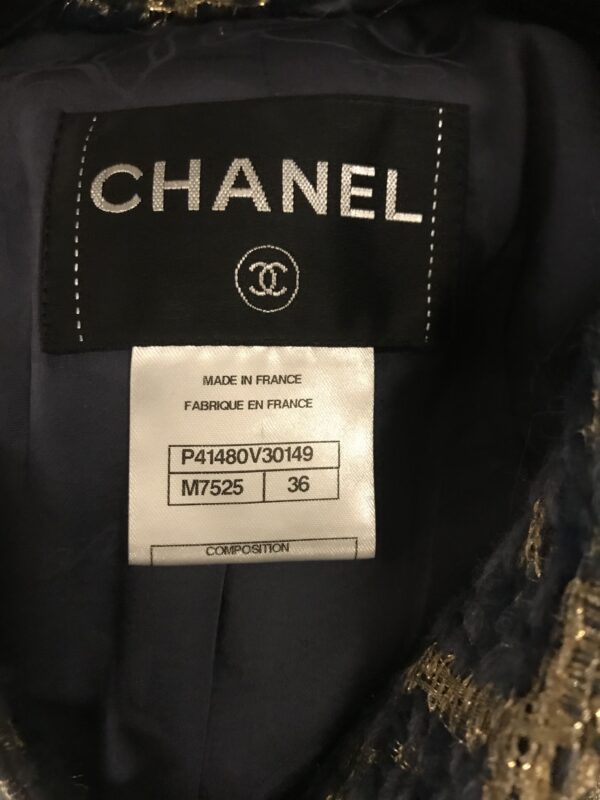 CHANEL
MADE IN FRANCE
FABRIQUE EN FRANCE
P41480V30149
M7525 36
COMPOSITION